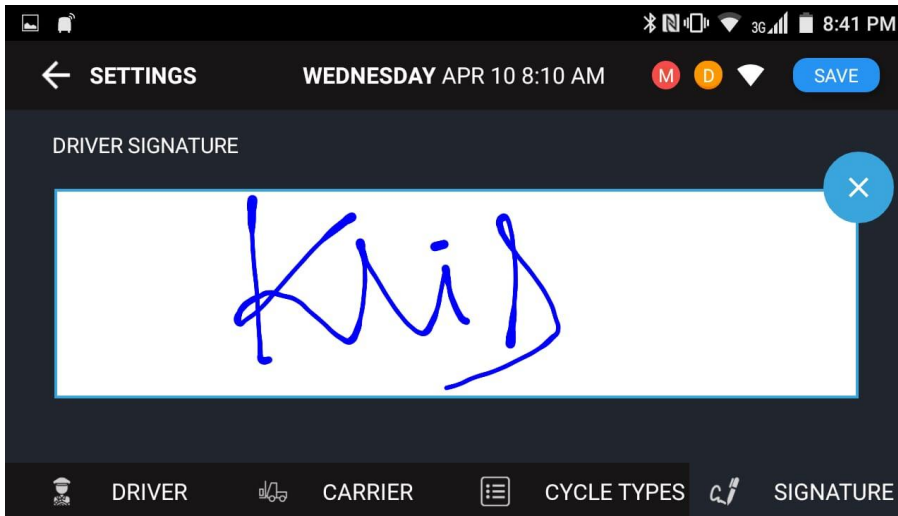 3G 8:41 PM
SETTINGS WEDNESDAY APR 10 8:10 AM M D SAVE
DRIVER SIGNATURE
Kris
DRIVER CARRIER CYCLE TYPES SIGNATURE